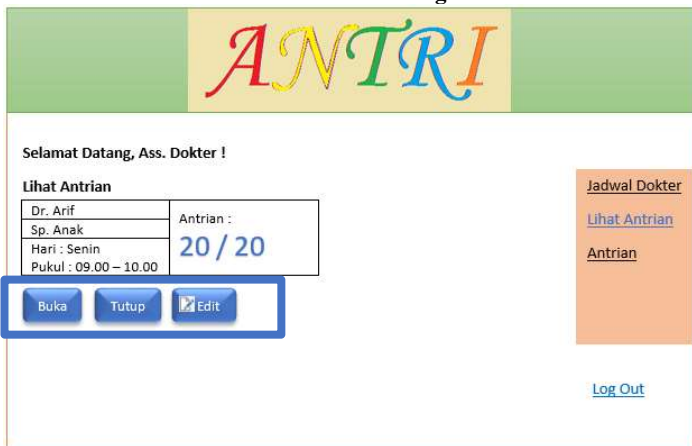 ANTRI
Selamat Datang, Ass. Dokter !
Lihat Antrian
Dr. Arif
Sp. Anak
Hari : Senin
Pukul : 09.00 – 10.00
Antrian :
20 / 20
Buka
Tutup
Edit
Jadwal Dokter
Lihat Antrian
Antrian
Log Out